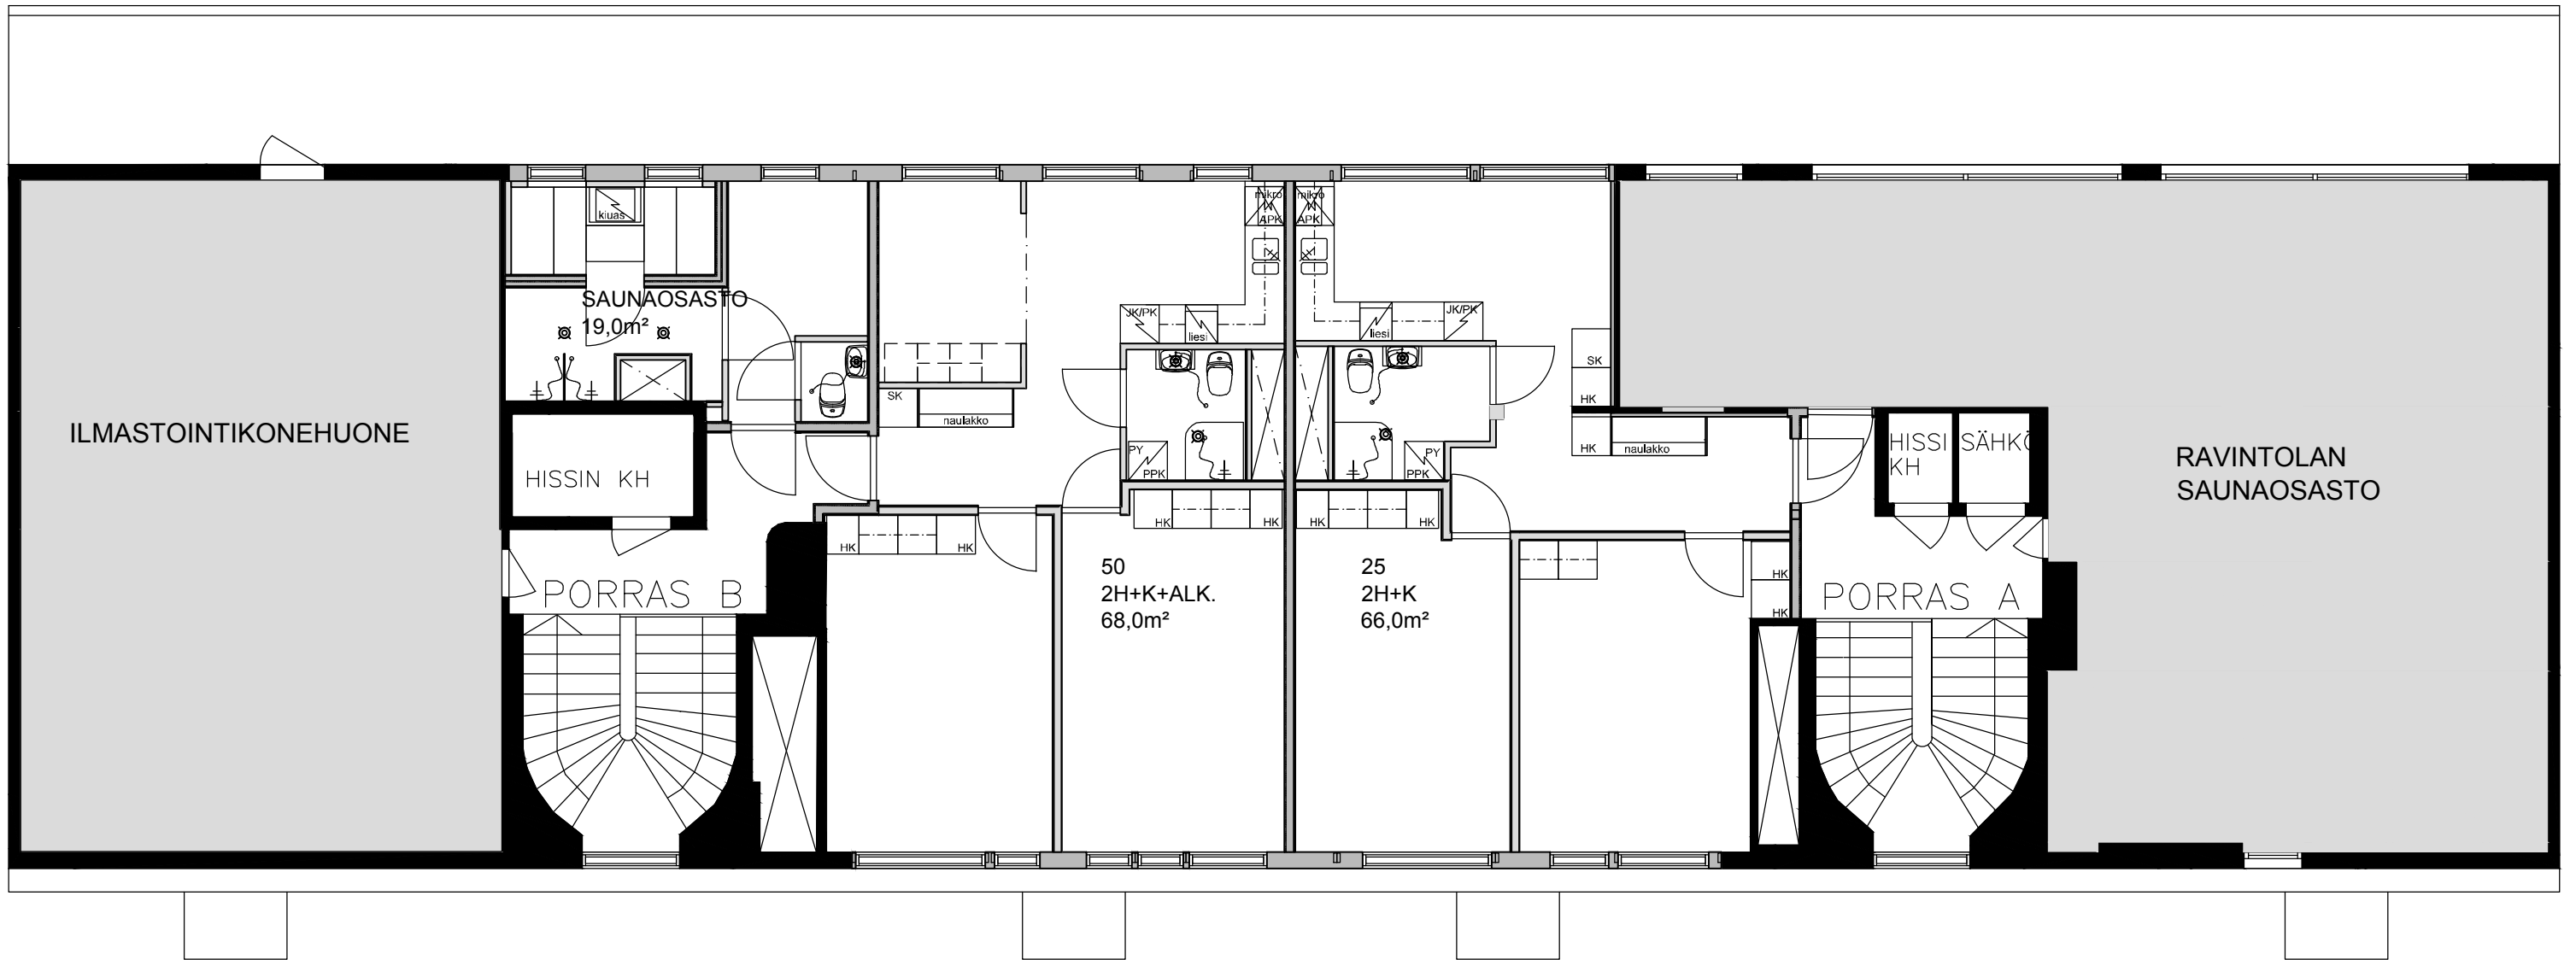 kiuas
mikro
APK
mikro
APK
SAUNAOSASTO
19,0m²
JK/PK
liesi
liesi
JK/PK
SK
HK
SK
naulakko
ILMASTOINTIKONEHUONE
HISSIN KH
PY
PPK
PY
PPK
HK
naulakko
HISSI
KH
SÄHKÖ
RAVINTOLAN
SAUNAOSASTO
HK
HK
HK
HK
HK
HK
50
2H+K+ALK.
68,0m²
25
2H+K
66,0m²
HK
HK
PORRAS B
PORRAS A